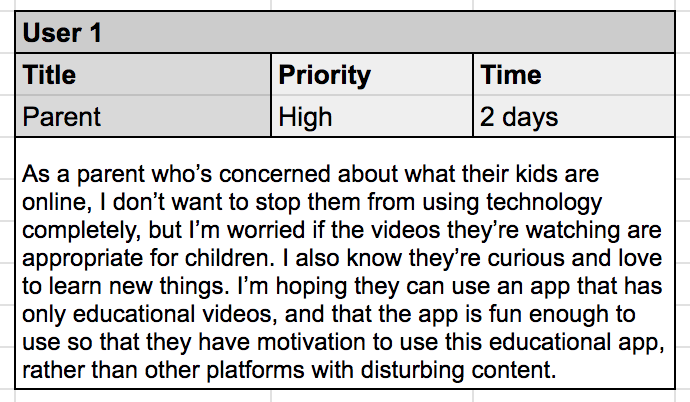 User 1
Title Priority Time
Parent High 2 days
As a parent who’s concerned about what their kids are
online, I don’t want to stop them from using technology
completely, but I’m worried if the videos they’re watching are
appropriate for children. I also know they’re curious and love
to learn new things. I’m hoping they can use an app that has
only educational videos, and that the app is fun enough to
use so that they have motivation to use this educational app,
rather than other platforms with disturbing content.